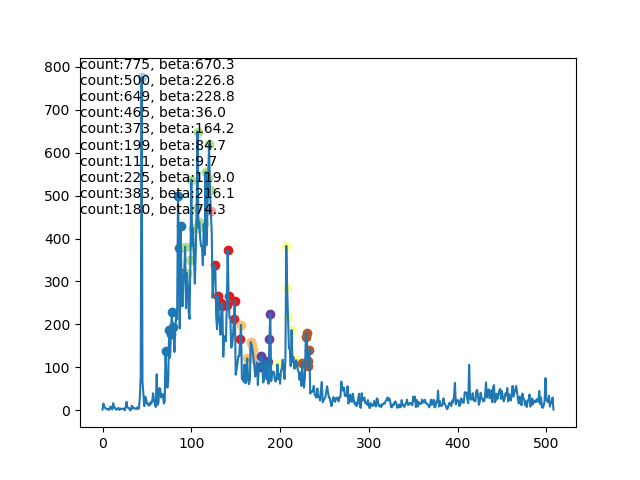 800
700
600
500
400
300
200
100
0
count:775, beta:670.3
count:500, beta:226.8
count:649, beta:228.8
count:465, beta:36.0
count:373, beta:164.2
count:199, beta:84.7
count:111, beta:9.7
count:225, beta:119.0
count:383, beta:216.1
count:180, beta:74.3
0 100 200 300 400 500